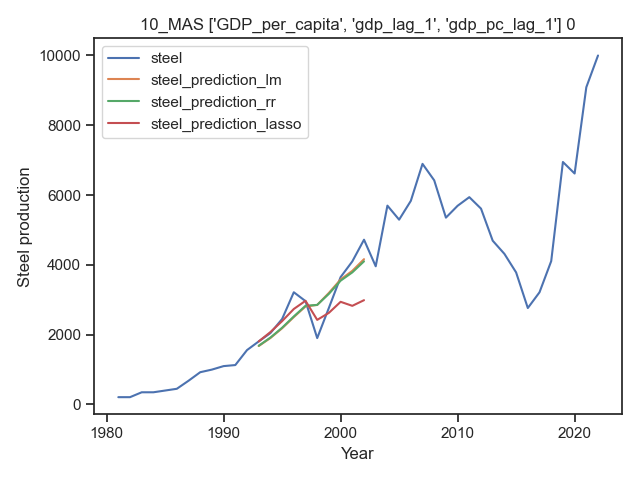 10_MAS ['GDP_per_capita', 'gdp_lag_1', 'gdp_pc_lag_1'] 0
steel
steel_prediction_lm
steel_prediction_rr
steel_prediction_lasso
10000
8000
6000
4000
2000
0
Steel production
1980 1990 2000 2010 2020
Year